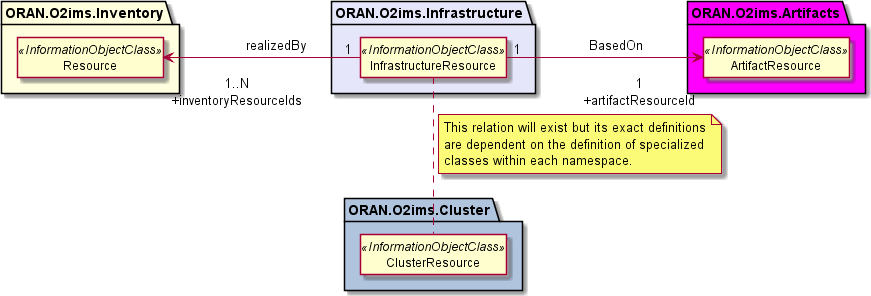 ORAN.O2ims.Inventory
ORAN.O2ims.Infrastructure
ORAN.O2ims.Artifacts
«InformationObjectClass»
Resource
realizedBy
1
«InformationObjectClass»
InfrastructureResource
1
BasedOn
«InformationObjectClass»
ArtifactResource
1..N
+inventoryResourceIds
1
+artifactResourceId
This relation will exist but its exact definitions
are dependent on the definition of specialized
classes within each namespace.
ORAN.O2ims.Cluster
«InformationObjectClass»
ClusterResource